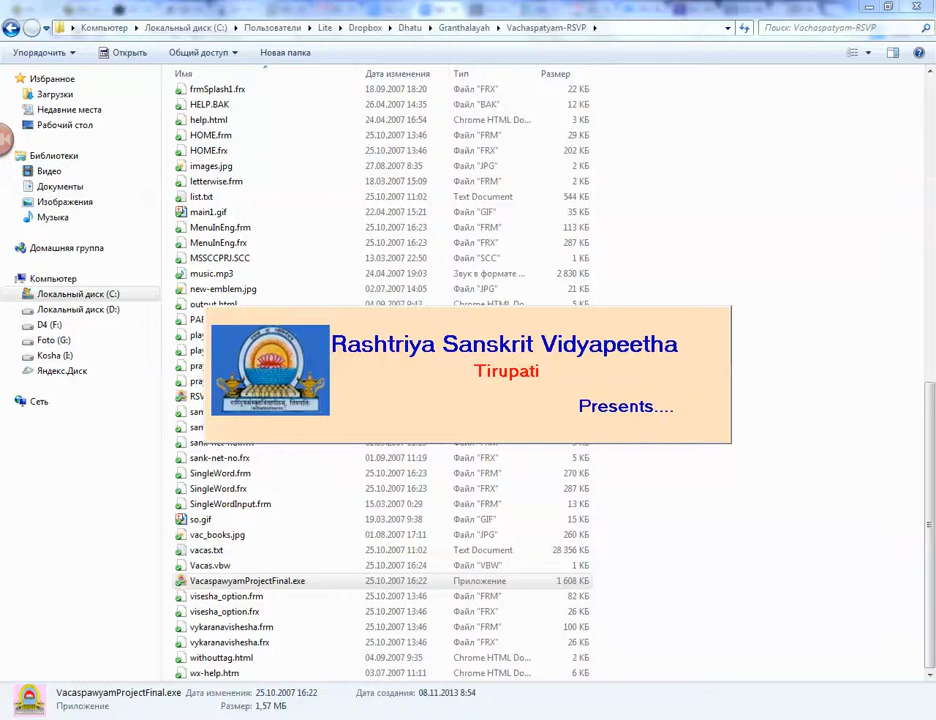 Компьютер ▸ Локальный диск (C:) ▸ Пользователи ▸ Lite ▸ Dropbox ▸ Dhatu ▸ Granthalayah ▸ Vachaspatyam-RSVP ▸
Поиск: Vachaspatyam-RSVP
Упорядочить Открыть Общий доступ Новая папка
Избранное
Загрузки
Недавние места
Рабочий стол
Библиотеки
Видео
Документы
Изображения
Музыка
Домашняя группа
Компьютер
Локальный диск (C:)
Локальный диск (D:)
D4 (F:)
Foto (G:)
Kosha (I:)
Яндекс.Диск
Сеть
Имя Дата изменения Тип Размер
frmSplash1.frx 18.09.2007 18:20 Файл "FRX" 22 КБ
HELP.BAK 26.04.2007 14:35 Файл "BAK" 12 КБ
help.html 24.04.2007 16:54 Chrome HTML Do... 3 КБ
HOME.frm 25.10.2007 13:46 Файл "FRM" 29 КБ
HOME.frx 25.10.2007 13:46 Файл "FRX" 202 КБ
images.jpg 27.08.2007 8:35 Файл "JPG" 2 КБ
letterwise.frm 18.03.2007 15:09 Файл "FRM" 2 КБ
list.txt 25.10.2007 11:02 Text Document 544 КБ
main1.gif 22.04.2007 15:21 Файл "GIF" 35 КБ
MenuInEng.frm 25.10.2007 16:23 Файл "FRM" 113 КБ
MenuInEng.frx 25.10.2007 16:23 Файл "FRX" 287 КБ
MSSCCPRJ.SCC 13.03.2007 22:50 Файл "SCC" 1 КБ
music.mp3 24.04.2007 19:03 Звук в формате ... 2 830 КБ
new-emblem.jpg 02.07.2007 14:05 Файл "JPG" 21 КБ
output.html 04.09.2007 9:43 Chrome HTML Do...
Rashtriya Sanskrit Vidyapeetha
Tirupati
Presents....
sank-net-no.frx 01.09.2007 11:19 Файл "FRX" 5 КБ
SingleWord.frm 25.10.2007 16:23 Файл "FRM" 270 КБ
SingleWord.frx 25.10.2007 16:23 Файл "FRX" 287 КБ
SingleWordInput.frm 15.03.2007 0:29 Файл "FRM" 13 КБ
so.gif 19.03.2007 9:38 Файл "GIF" 15 КБ
vac_books.jpg 01.08.2007 17:11 Файл "JPG" 260 КБ
vacas.txt 25.10.2007 11:02 Text Document 28 356 КБ
Vacas.vbw 25.10.2007 16:24 Файл "VBW" 1 КБ
VacaspawyamProjectFinal.exe 25.10.2007 16:22 Приложение 1 608 КБ
visesha_option.frm 25.10.2007 13:46 Файл "FRM" 82 КБ
visesha_option.frx 25.10.2007 13:46 Файл "FRX" 26 КБ
vykaranavishesha.frm 25.10.2007 13:46 Файл "FRM" 100 КБ
vykaranavishesha.frx 25.10.2007 13:46 Файл "FRX" 26 КБ
withouttag.html 04.09.2007 9:35 Chrome HTML Do... 2 КБ
wx-help.htm 03.07.2007 11:11 Chrome HTML Do... 6 КБ
VacaspawyamProjectFinal.exe Дата изменения: 25.10.2007 16:22 Дата создания: 08.11.2013 8:54
Приложение Размер: 1,57 МБ